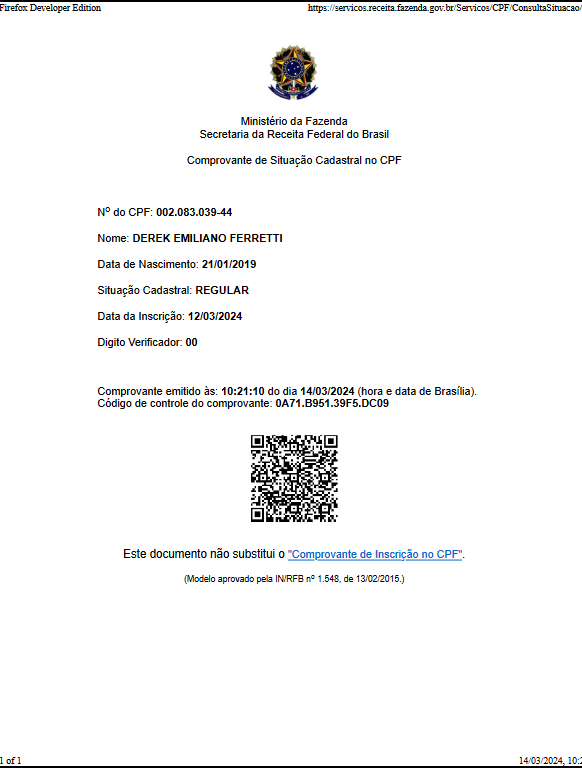 Firefox Developer Edition
https://servicos.receita.fazenda.gov.br/Servicos/CPF/ConsultaSituacao/
Ministério da Fazenda
Secretaria da Receita Federal do Brasil
Comprovante de Situação Cadastral no CPF
Nº do CPF: 002.083.039-44
Nome: DEREK EMILIANO FERRETTI
Data de Nascimento: 21/01/2019
Situação Cadastral: REGULAR
Data da Inscrição: 12/03/2024
Digito Verificador: 00
Comprovante emitido às: 10:21:10 do dia 14/03/2024 (hora e data de Brasília).
Código de controle do comprovante: 0A71.B951.39F5.DC09
Este documento não substitui o "Comprovante de Inscrição no CPF".
(Modelo aprovado pela IN/RFB nº 1.548, de 13/02/2015.)
1 of 1
14/03/2024, 10:2